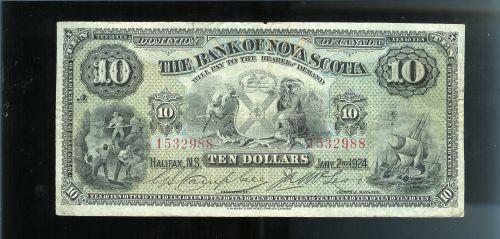 DOMINION OF CANADA
THE BANK OF NOVA SCOTIA
WILL PAY TO THE BEARER ON DEMAND
10 10
10 10
1532988 1532988
HALIFAX, N.S. TEN DOLLARS JANY. 2ND 1924
10 10